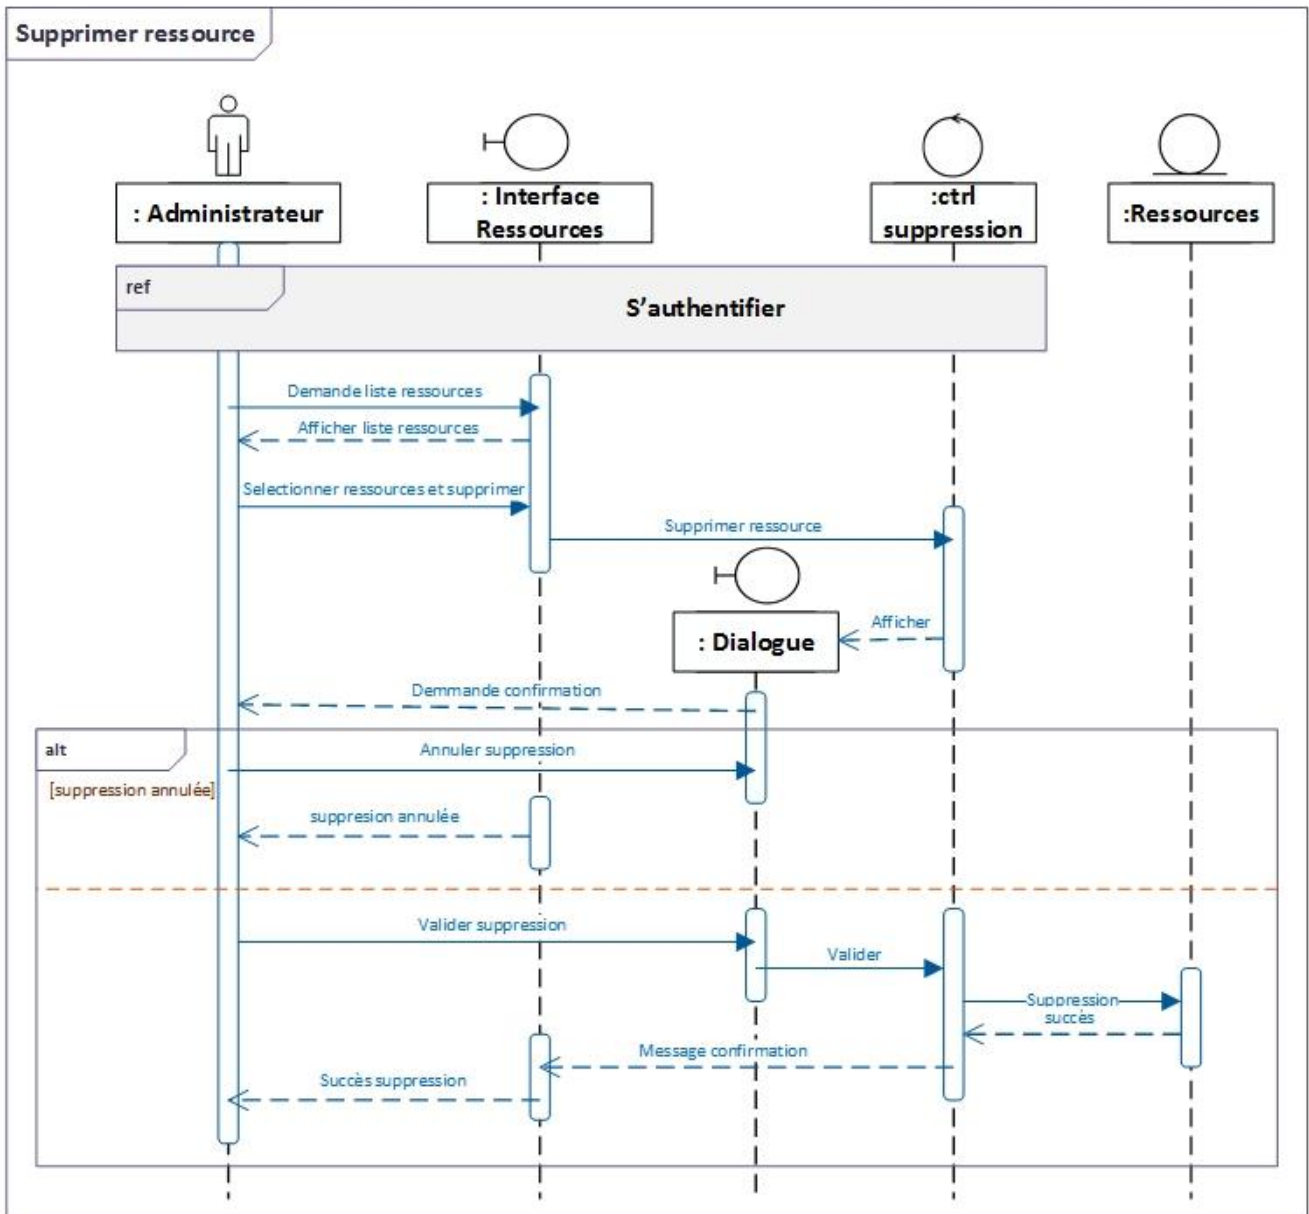 Supprimer ressource
: Administrateur
: Interface
Ressources
:ctrl
suppression
:Ressources
ref
S'authentifier
Demande liste ressources
Afficher liste ressources
Selectionner ressources et supprimer
Supprimer ressource
Afficher
: Dialogue
Demmande confirmation
alt
Annuler suppression
[suppression annulée]
suppresion annulée
Valider suppression
Valider
Suppression
succès
Message confirmation
Succès suppression